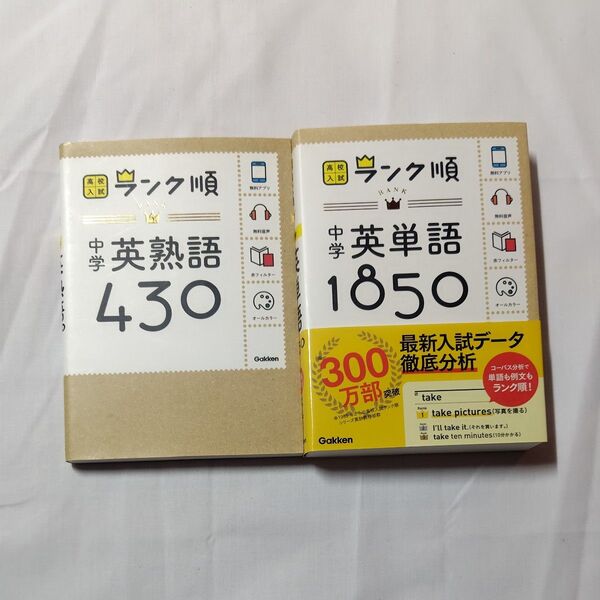 高校入試
ランク順
RANK
中学
英熟語
430
無料アプリ
無料音声
赤フィルター
オールカラー
Gakken
高校入試
ランク順
RANK
中学
英単語
1850
無料アプリ
無料音声
赤フィルター
オールカラー
300
万部
突破
最新入試データ
徹底分析
コーパス分析で
単語も例文も
ランク順!
take
1 take pictures(写真を撮る)
I'll take it.(それを買います。)
take ten minutes(10分かかる)
Gakken